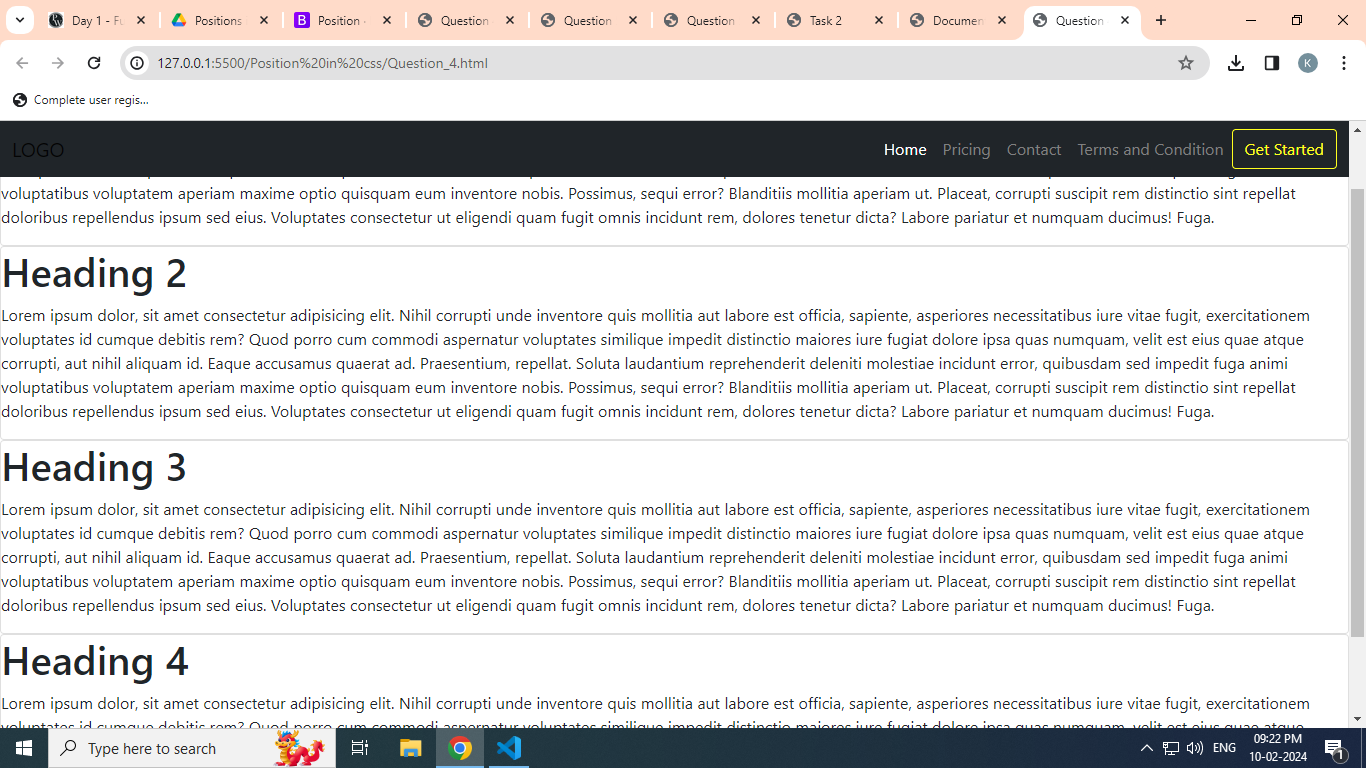 Day 1 - Fu
Positions
Position -
Question
Question
Question
Task 2
Documen
Question
127.0.0.1:5500/Position%20in%20css/Question_4.html
K
Complete user regis...
LOGO
Home Pricing Contact Terms and Condition Get Started
voluptatibus voluptatem aperiam maxime optio quisquam eum inventore nobis. Possimus, sequi error? Blanditiis mollitia aperiam ut. Placeat, corrupti suscipit rem distinctio sint repellat
doloribus repellendus ipsum sed eius. Voluptates consectetur ut eligendi quam fugit omnis incidunt rem, dolores tenetur dicta? Labore pariatur et numquam ducimus! Fuga.
Heading 2
Lorem ipsum dolor, sit amet consectetur adipisicing elit. Nihil corrupti unde inventore quis mollitia aut labore est officia, sapiente, asperiores necessitatibus iure vitae fugit, exercitationem
voluptates id cumque debitis rem? Quod porro cum commodi aspernatur voluptates similique impedit distinctio maiores iure fugiat dolore ipsa quas numquam, velit est eius quae atque
corrupti, aut nihil aliquam id. Eaque accusamus quaerat ad. Praesentium, repellat. Soluta laudantium reprehenderit deleniti molestiae incidunt error, quibusdam sed impedit fuga animi
voluptatibus voluptatem aperiam maxime optio quisquam eum inventore nobis. Possimus, sequi error? Blanditiis mollitia aperiam ut. Placeat, corrupti suscipit rem distinctio sint repellat
doloribus repellendus ipsum sed eius. Voluptates consectetur ut eligendi quam fugit omnis incidunt rem, dolores tenetur dicta? Labore pariatur et numquam ducimus! Fuga.
Heading 3
Lorem ipsum dolor, sit amet consectetur adipisicing elit. Nihil corrupti unde inventore quis mollitia aut labore est officia, sapiente, asperiores necessitatibus iure vitae fugit, exercitationem
voluptates id cumque debitis rem? Quod porro cum commodi aspernatur voluptates similique impedit distinctio maiores iure fugiat dolore ipsa quas numquam, velit est eius quae atque
corrupti, aut nihil aliquam id. Eaque accusamus quaerat ad. Praesentium, repellat. Soluta laudantium reprehenderit deleniti molestiae incidunt error, quibusdam sed impedit fuga animi
voluptatibus voluptatem aperiam maxime optio quisquam eum inventore nobis. Possimus, sequi error? Blanditiis mollitia aperiam ut. Placeat, corrupti suscipit rem distinctio sint repellat
doloribus repellendus ipsum sed eius. Voluptates consectetur ut eligendi quam fugit omnis incidunt rem, dolores tenetur dicta? Labore pariatur et numquam ducimus! Fuga.
Heading 4
Lorem ipsum dolor, sit amet consectetur adipisicing elit. Nihil corrupti unde inventore quis mollitia aut labore est officia, sapiente, asperiores necessitatibus iure vitae fugit, exercitationem
Type here to search
ENG
09:22 PM
10-02-2024
1